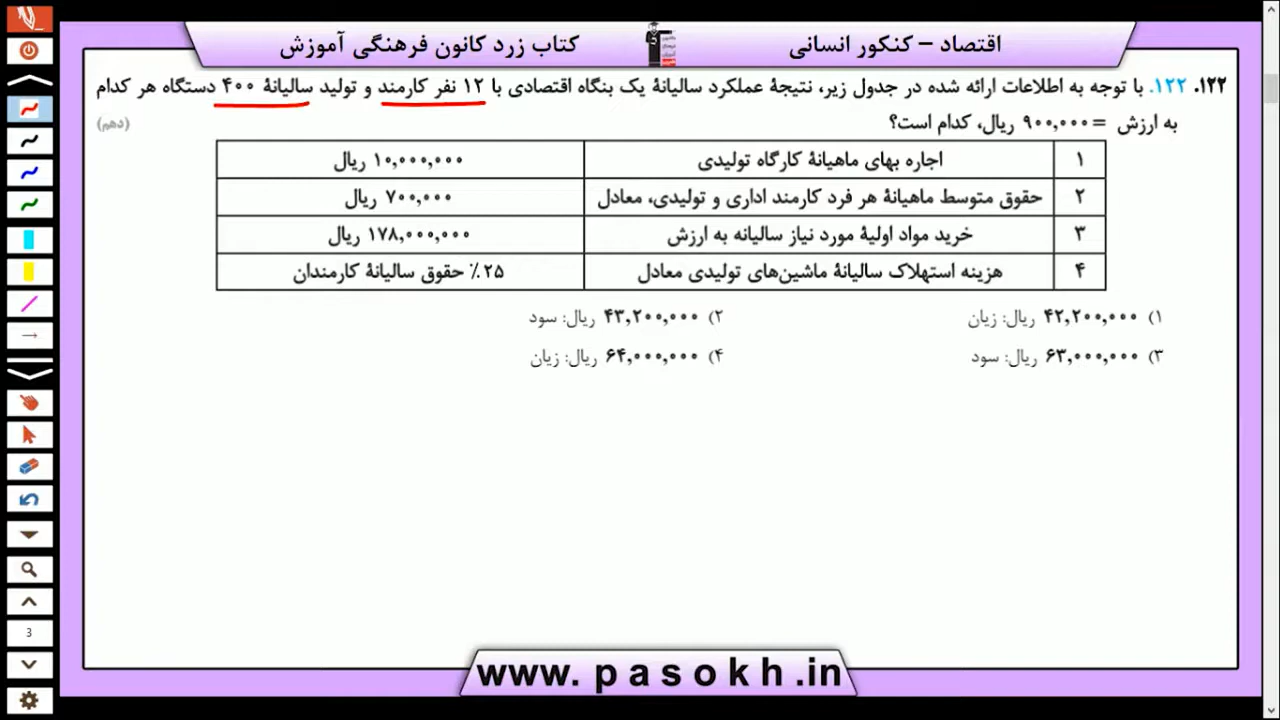 اقتصاد – کنکور انسانی
کتاب زرد کانون فرهنگی آموزش
۱۲۲. ۱۲۲. با توجه به اطلاعات ارائه شده در جدول زیر، نتیجهٔ عملکرد سالیانهٔ یک بنگاه اقتصادی با ۱۲ نفر کارمند و تولید سالیانهٔ ۴۰۰ دستگاه هر کدام
به ارزش =۹۰۰,۰۰۰ ریال، کدام است؟ (دهم)
۱ اجاره بهای ماهیانهٔ کارگاه تولیدی ۱۰,۰۰۰,۰۰۰ ریال
۲ حقوق متوسط ماهیانهٔ هر فرد کارمند اداری و تولیدی، معادل ۷۰۰,۰۰۰ ریال
۳ خرید مواد اولیهٔ مورد نیاز سالیانه به ارزش ۱۷۸,۰۰۰,۰۰۰ ریال
۴ هزینه استهلاک سالیانهٔ ماشین‌های تولیدی معادل ۲۵٪ حقوق سالیانهٔ کارمندان
۱) ۴۲,۲۰۰,۰۰۰ ریال: زیان ۲) ۴۳,۲۰۰,۰۰۰ ریال: سود
۳) ۶۳,۰۰۰,۰۰۰ ریال: سود ۴) ۶۴,۰۰۰,۰۰۰ ریال: زیان
3
www. pasokh.in